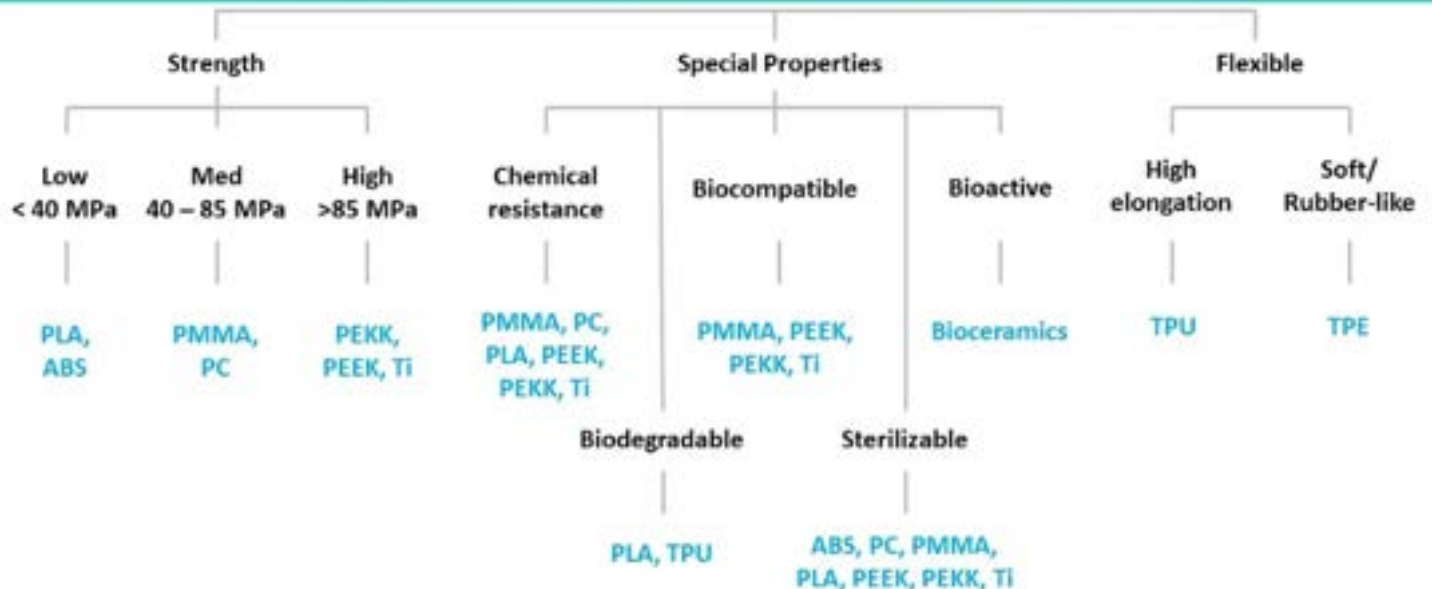 Strength
Special Properties
Flexible
Low
< 40 MPa
Med
40 – 85 MPa
High
>85 MPa
Chemical
resistance
Biocompatible
Bioactive
High
elongation
Soft/
Rubber-like
PLA,
ABS
PMMA,
PC
PEKK,
PEEK, Ti
PMMA, PC,
PLA, PEEK,
PEKK, Ti
PMMA, PEEK,
PEKK, Ti
Bioceramics
TPU
TPE
Biodegradable
Sterilizable
PLA, TPU
ABS, PC, PMMA,
PLA, PEEK, PEKK, Ti